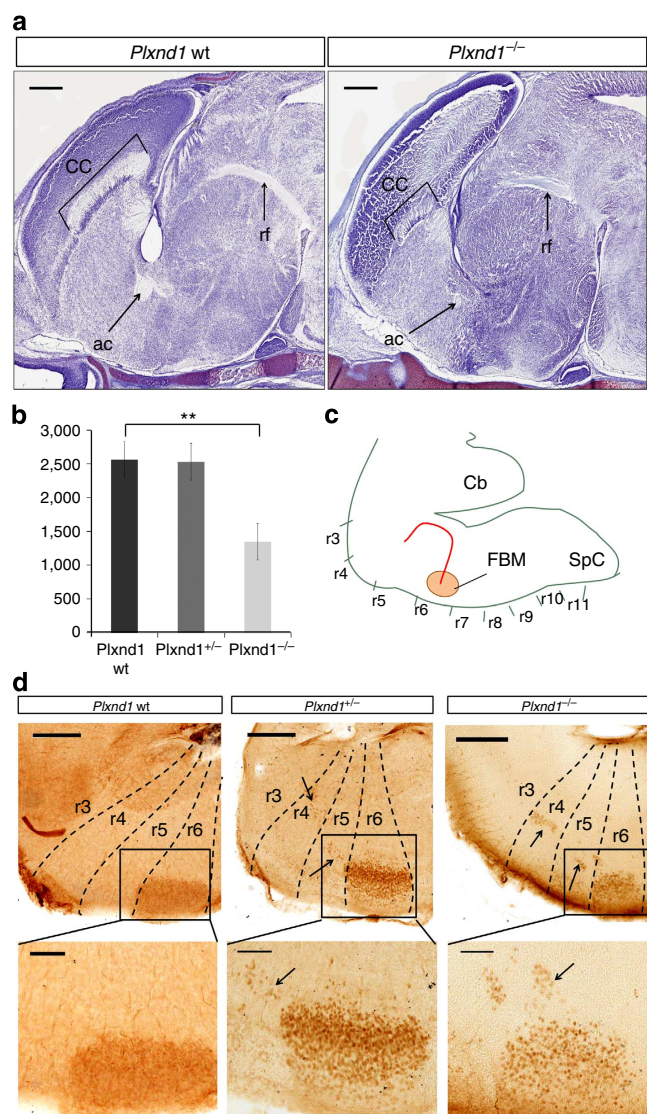 a
Plxnd1 wt
Plxnd1–/–
CC
rf
ac
CC
rf
ac
b
**
3,000
2,500
2,000
1,500
1,000
500
0
Plxnd1 wt
Plxnd1+/–
Plxnd1–/–
c
Cb
r3
r4
r5
r6
r7
r8
r9
r10
r11
FBM
SpC
d
Plxnd1 wt
Plxnd1+/–
Plxnd1–/–
r3
r4
r5
r6
r3
r4
r5
r6
r3
r4
r5
r6